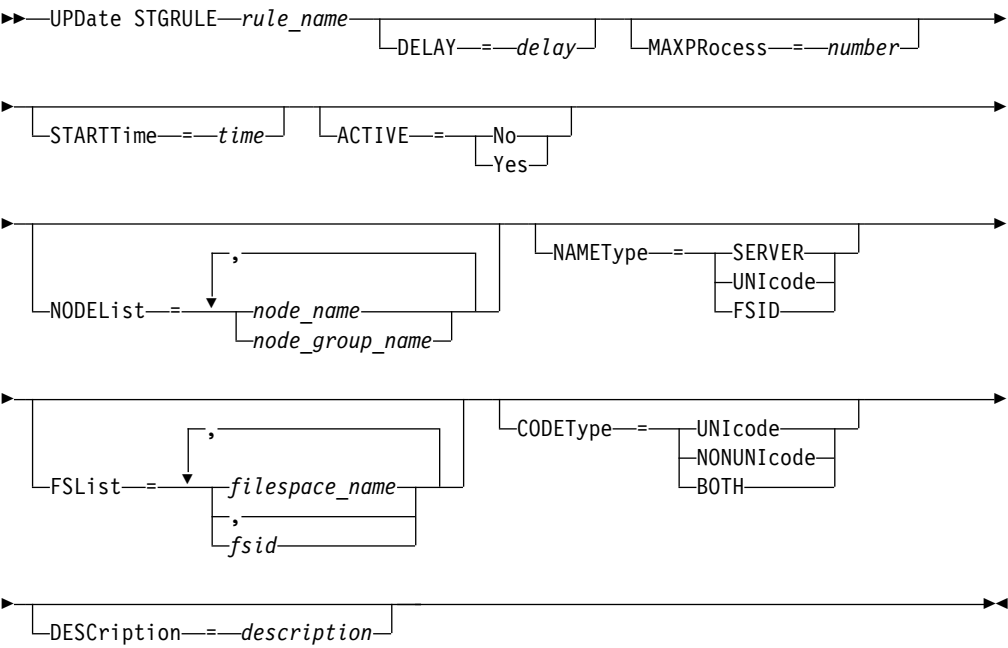 UPDate STGRULE rule_name
DELAY = delay
MAXPRocess = number
STARTTime = time
ACTIVE = No
Yes
NODEList = , node_name
node_group_name
NAMEType = SERVER
UNIcode
FSID
FSList = , filespace_name
,
fsid
CODEType = UNIcode
NONUNIcode
BOTH
DESCription = description